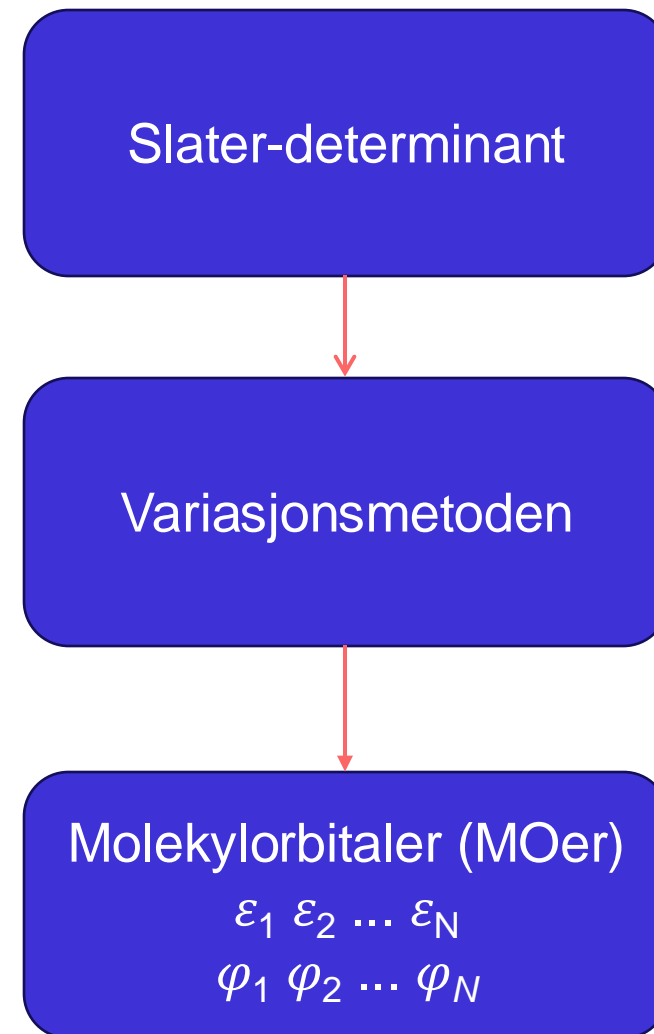 Slater-determinant
Variasjonsmetoden
Molekylorbitaler (MOer)
𝜀₁ 𝜀₂ ... 𝜀N
𝜑₁ 𝜑₂ ... 𝜑N